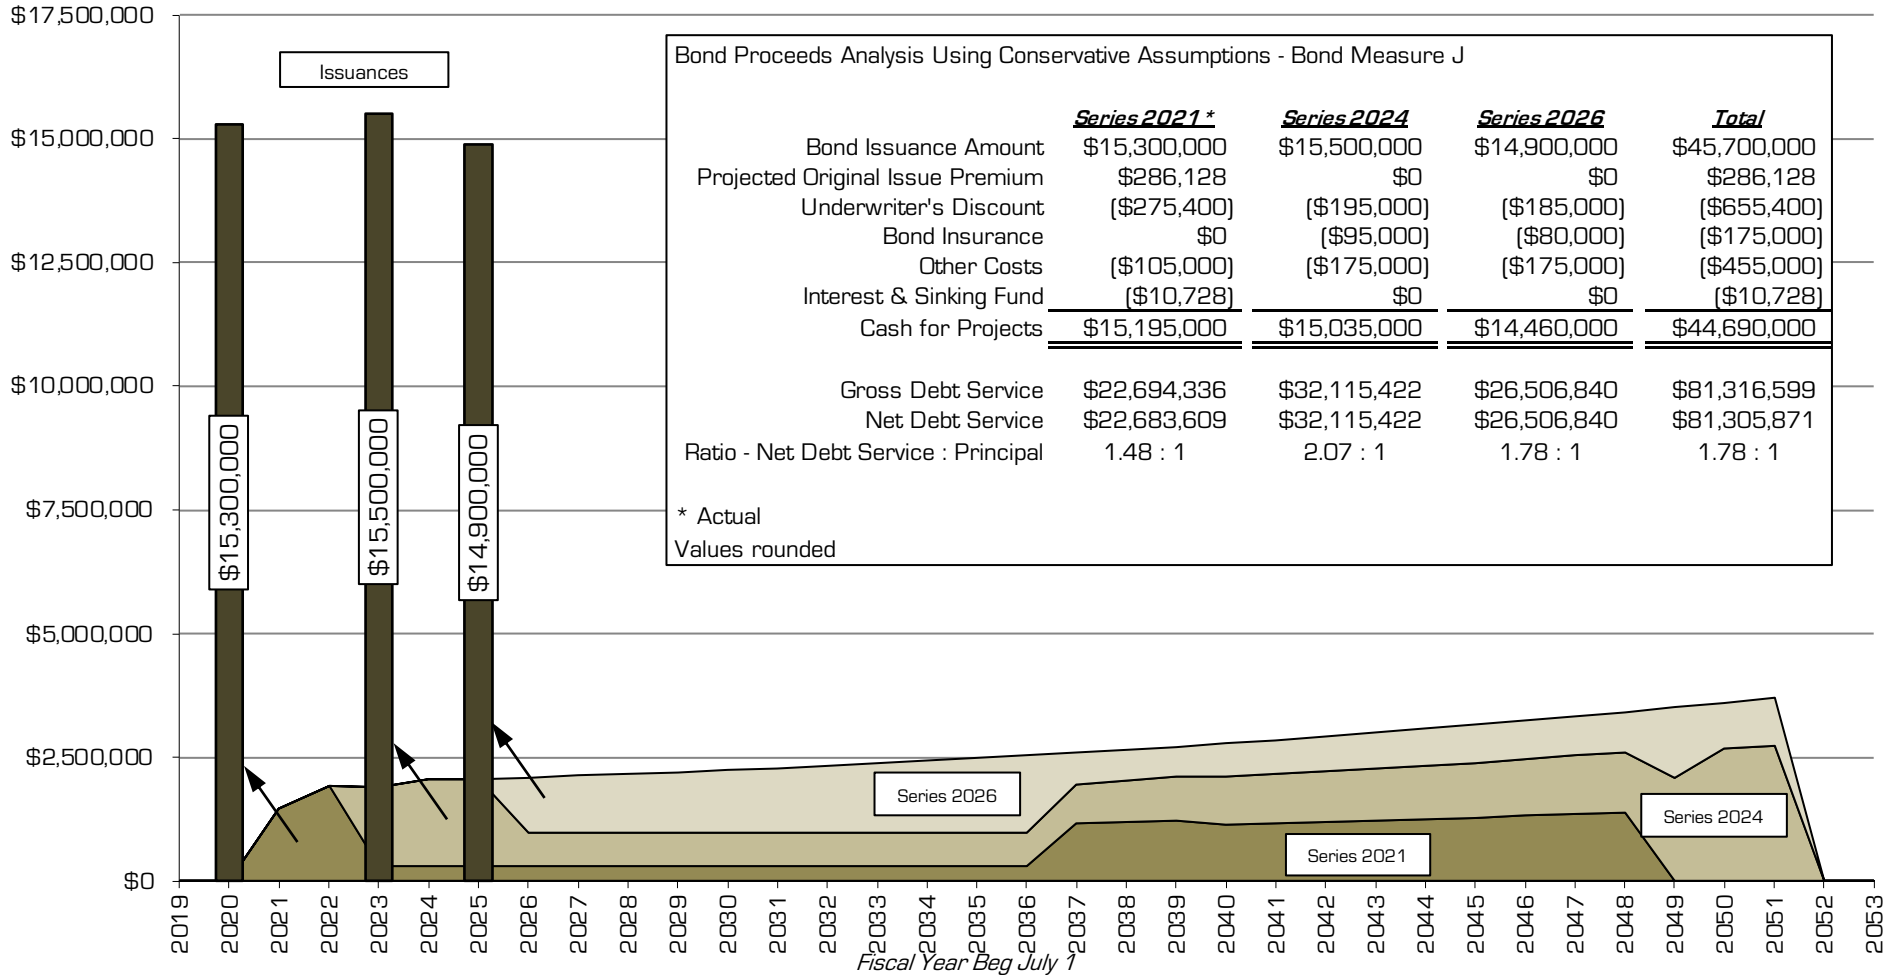 $17,500,000
$15,000,000
$12,500,000
$10,000,000
$7,500,000
$5,000,000
$2,500,000
$0
Issuances
$15,300,000
$15,500,000
$14,900,000
Bond Proceeds Analysis Using Conservative Assumptions - Bond Measure J
Series 2021 * Series 2024 Series 2026 Total
Bond Issuance Amount $15,300,000 $15,500,000 $14,900,000 $45,700,000
Projected Original Issue Premium $286,128 $0 $0 $286,128
Underwriter's Discount ($275,400) ($195,000) ($185,000) ($655,400)
Bond Insurance $0 ($95,000) ($80,000) ($175,000)
Other Costs ($105,000) ($175,000) ($175,000) ($455,000)
Interest & Sinking Fund ($10,728) $0 $0 ($10,728)
Cash for Projects $15,195,000 $15,035,000 $14,460,000 $44,690,000
Gross Debt Service $22,694,336 $32,115,422 $26,506,840 $81,316,599
Net Debt Service $22,683,609 $32,115,422 $26,506,840 $81,305,871
Ratio - Net Debt Service : Principal 1.48 : 1 2.07 : 1 1.78 : 1 1.78 : 1
* Actual
Values rounded
Series 2026
Series 2024
Series 2021
2019 2020 2021 2022 2023 2024 2025 2026 2027 2028 2029 2030 2031 2032 2033 2034 2035 2036 2037 2038 2039 2040 2041 2042 2043 2044 2045 2046 2047 2048 2049 2050 2051 2052 2053
Fiscal Year Beg July 1